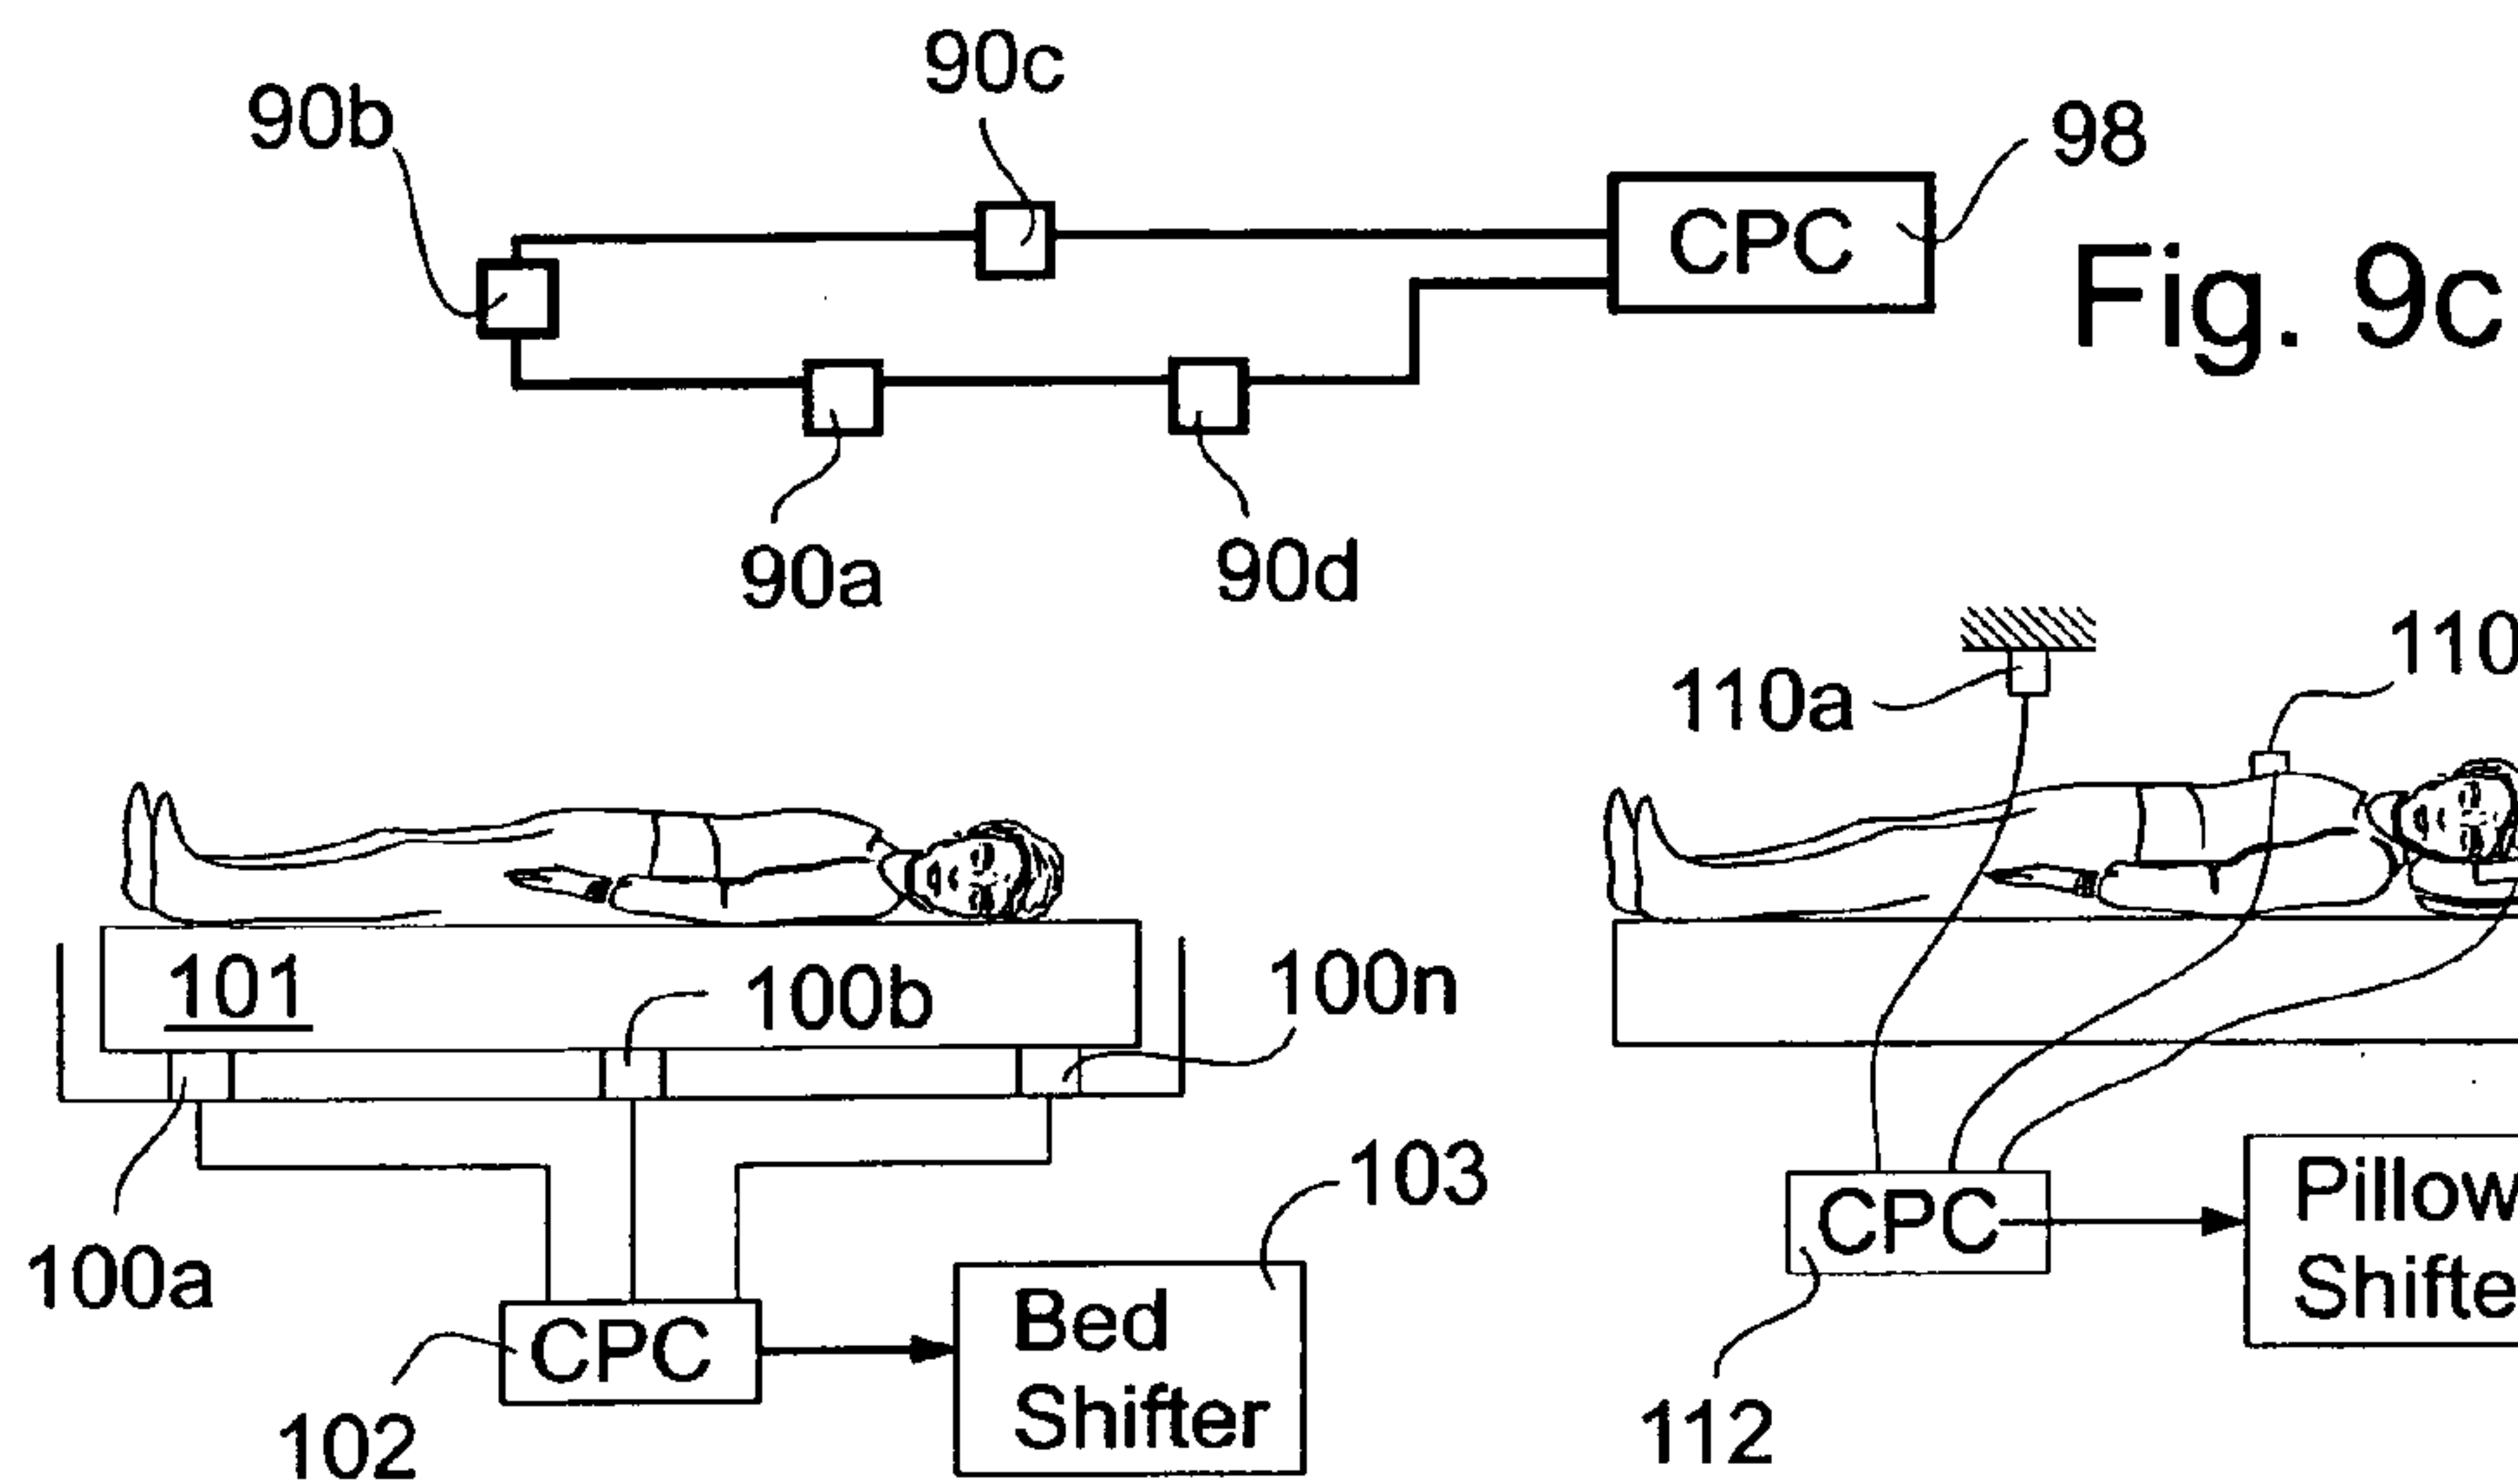 90c
90b
98
CPC
Fig. 9c
90a
90d
110a
101
100b
100n
103
100a
CPC
Bed
Shifter
102
CPC
Pillow
112